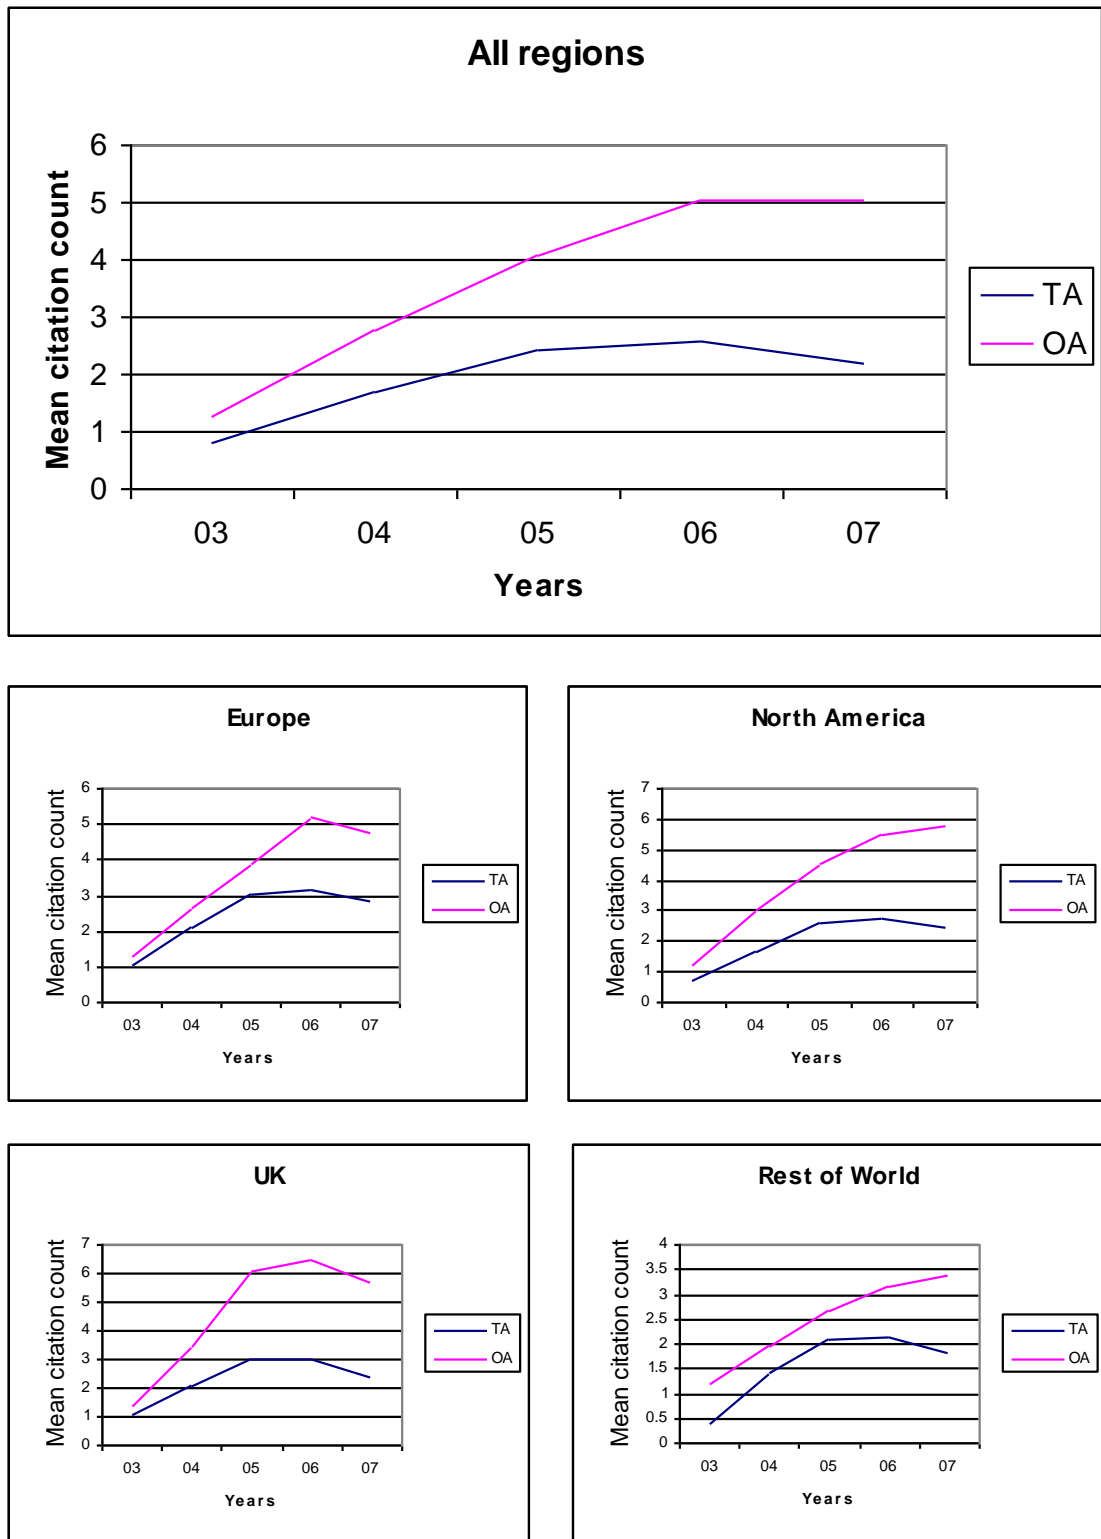 All regions
Mean citation count
6
5
4
3
2
1
0
03 04 05 06 07
Years
TA
OA
Europe
Mean citation count
6
5
4
3
2
1
0
03 04 05 06 07
Years
TA
OA
North America
Mean citation count
7
6
5
4
3
2
1
0
03 04 05 06 07
Years
TA
OA
UK
Mean citation count
7
6
5
4
3
2
1
0
03 04 05 06 07
Years
TA
OA
Rest of World
Mean citation count
4
3.5
3
2.5
2
1.5
1
0.5
0
03 04 05 06 07
Years
TA
OA